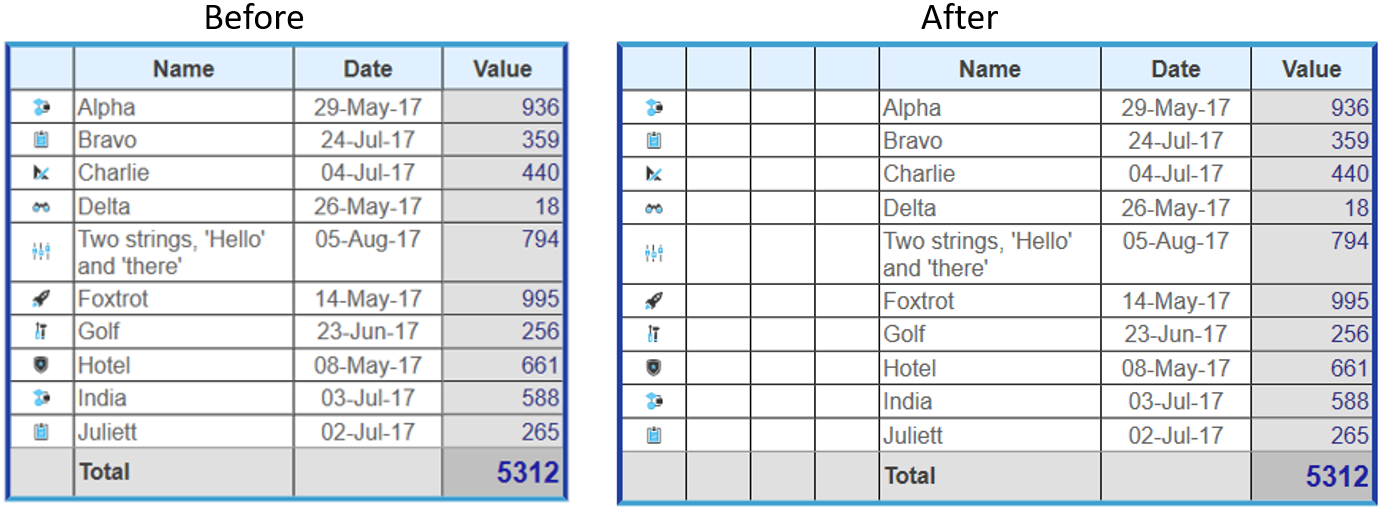 Before
Name Date Value
Alpha 29-May-17 936
Bravo 24-Jul-17 359
Charlie 04-Jul-17 440
Delta 26-May-17 18
Two strings, 'Hello' 05-Aug-17 794
and 'there'
Foxtrot 14-May-17 995
Golf 23-Jun-17 256
Hotel 08-May-17 661
India 03-Jul-17 588
Juliett 02-Jul-17 265
Total 5312
After
Name Date Value
Alpha 29-May-17 936
Bravo 24-Jul-17 359
Charlie 04-Jul-17 440
Delta 26-May-17 18
Two strings, 'Hello' 05-Aug-17 794
and 'there'
Foxtrot 14-May-17 995
Golf 23-Jun-17 256
Hotel 08-May-17 661
India 03-Jul-17 588
Juliett 02-Jul-17 265
Total 5312